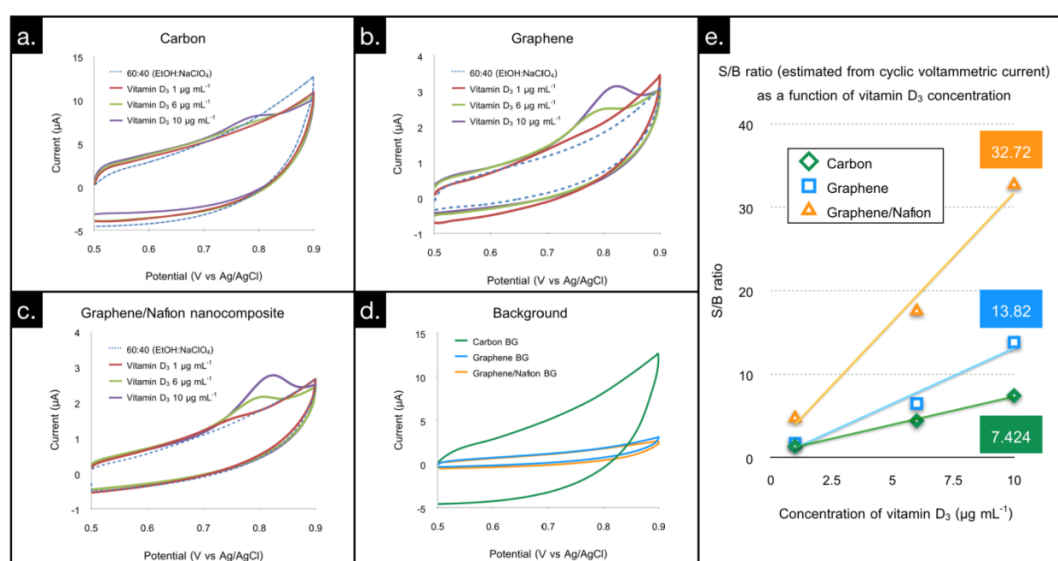 a.
Carbon
60:40 (EtOH:NaClO₄)
Vitamin D₃ 1 µg mL⁻¹
Vitamin D₃ 6 µg mL⁻¹
Vitamin D₃ 10 µg mL⁻¹
15
10
5
0
-5
Current (µA)
0.5 0.6 0.7 0.8 0.9
Potential (V vs Ag/AgCl)
b.
Graphene
60:40 (EtOH:NaClO₄)
Vitamin D₃ 1 µg mL⁻¹
Vitamin D₃ 6 µg mL⁻¹
Vitamin D₃ 10 µg mL⁻¹
4
3
2
1
0
-1
Current (µA)
0.5 0.6 0.7 0.8 0.9
Potential (V vs Ag/AgCl)
c.
Graphene/Nafion nanocomposite
60:40 (EtOH:NaClO₄)
Vitamin D₃ 1 µg mL⁻¹
Vitamin D₃ 6 µg mL⁻¹
Vitamin D₃ 10 µg mL⁻¹
4
3
2
1
0
-1
Current (µA)
0.5 0.6 0.7 0.8 0.9
Potential (V vs Ag/AgCl)
d.
Background
Carbon BG
Graphene BG
Graphene/Nafion BG
15
10
5
0
-5
Current (µA)
0.5 0.6 0.7 0.8 0.9
Potential (V vs Ag/AgCl)
e.
S/B ratio (estimated from cyclic voltammetric current)
as a function of vitamin D₃ concentration
40
30
20
10
0
S/B ratio
Carbon
Graphene
Graphene/Nafion
32.72
13.82
7.424
0 2.5 5 7.5 10
Concentration of vitamin D₃ (µg mL⁻¹)